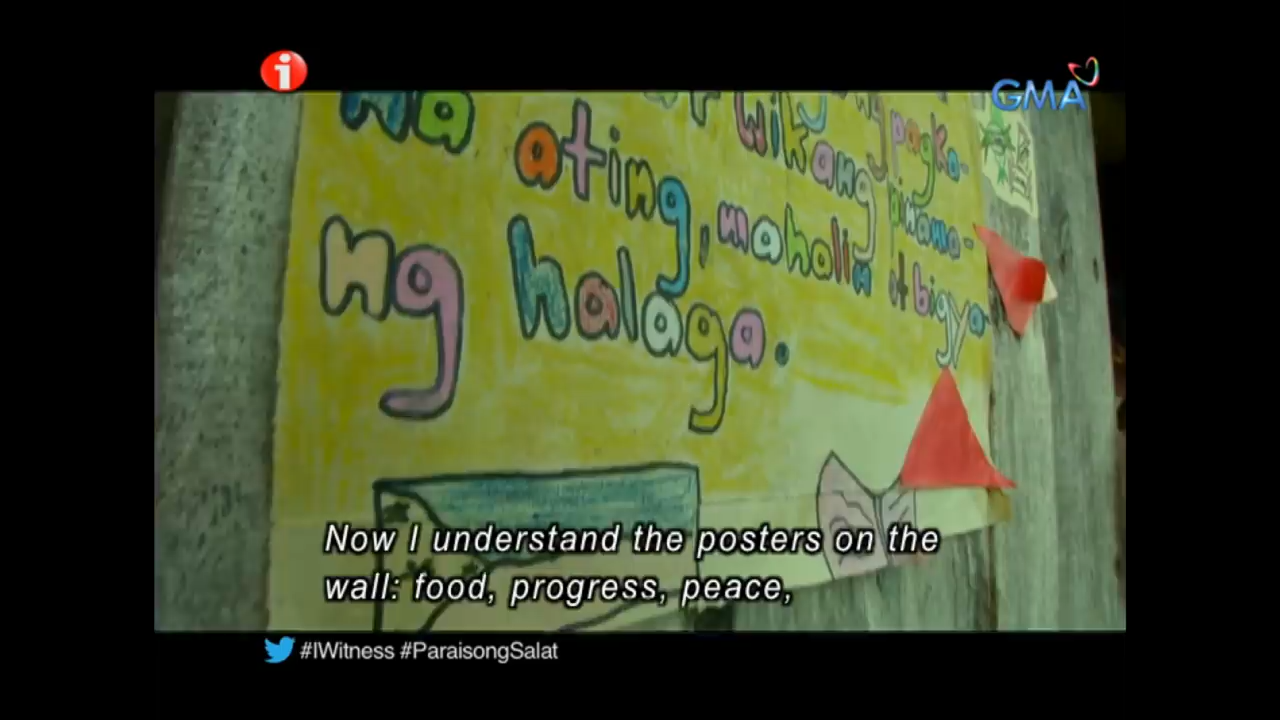 i
GMA
Wikang pagka-
Na ating, mahalin pinahha-
ng halaga. at bigya-
Now I understand the posters on the
wall: food, progress, peace,
#IWitness #ParaisongSalat